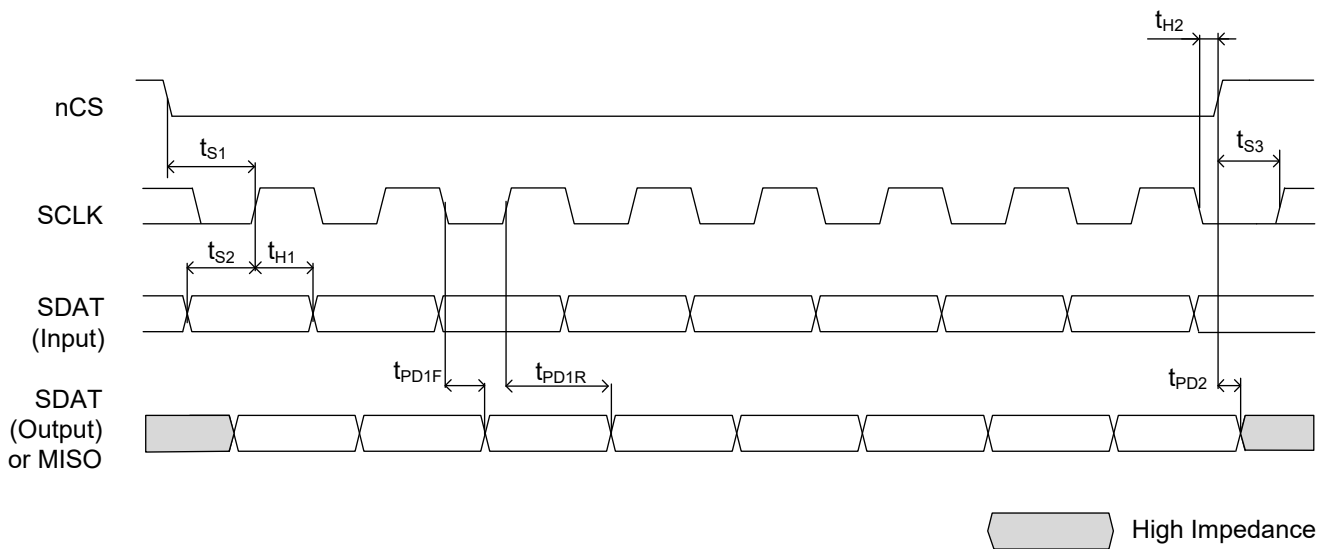 tH2
nCS
tS1
tS3
SCLK
tS2
tH1
SDAT
(Input)
tPD1F
tPD1R
tPD2
SDAT
(Output)
or MISO
High Impedance